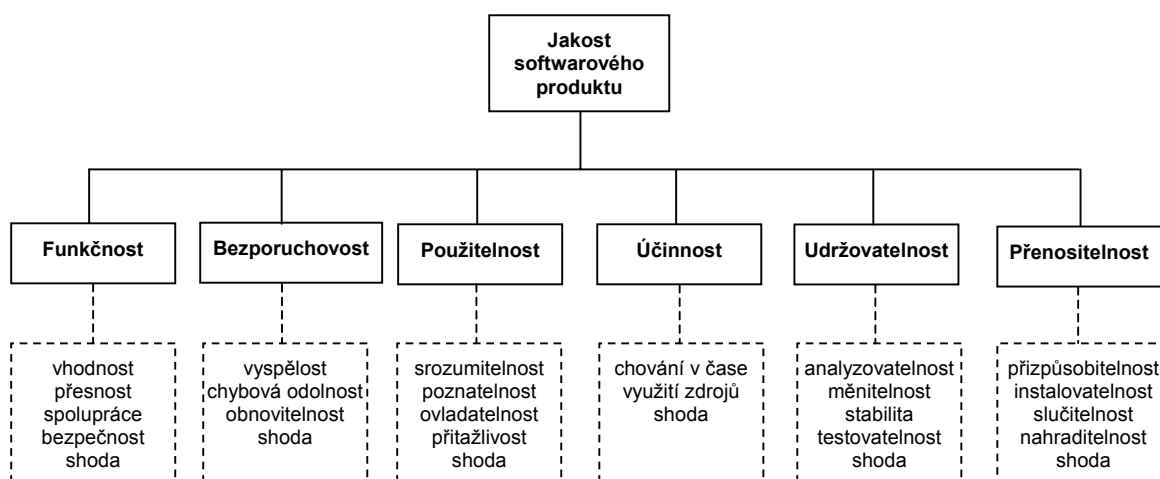 Jakost
softwarového
produktu
Funkčnost
Bezporuchovost
Použitelnost
Účinnost
Udržovatelnost
Přenositelnost
vhodnost
přesnost
spolupráce
bezpečnost
shoda
vyspělost
chybová odolnost
obnovitelnost
shoda
srozumitelnost
poznatelnost
ovladatelnost
přitažlivost
shoda
chování v čase
využití zdrojů
shoda
analyzovatelnost
měnitelnost
stabilita
testovatelnost
shoda
přizpůsobitelnost
instalovatelnost
slučitelnost
nahraditelnost
shoda